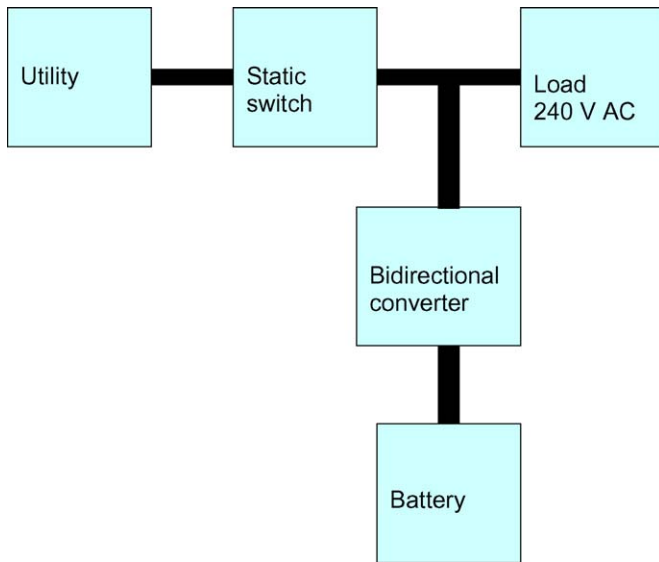 Utility
Static
switch
Load
240 V AC
Bidirectional
converter
Battery